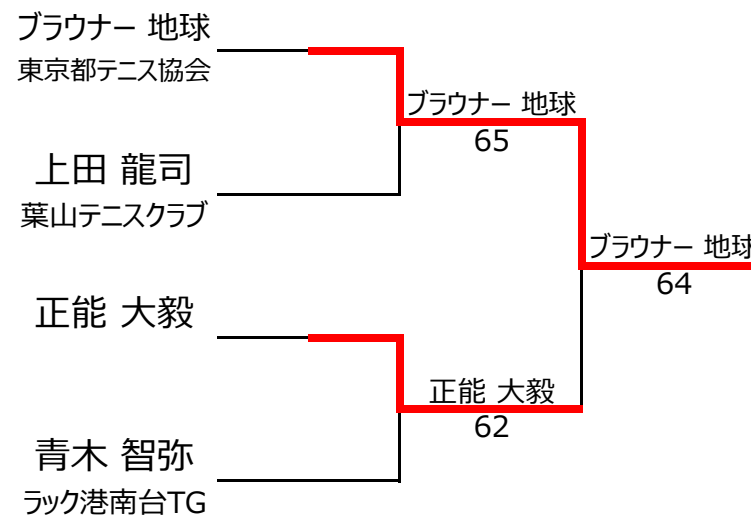 ブラウナー 地球
東京都テニス協会
ブラウナー 地球
65
上田 龍司
葉山テニスクラブ
ブラウナー 地球
64
正能 大毅
正能 大毅
62
青木 智弥
ラック港南台TG